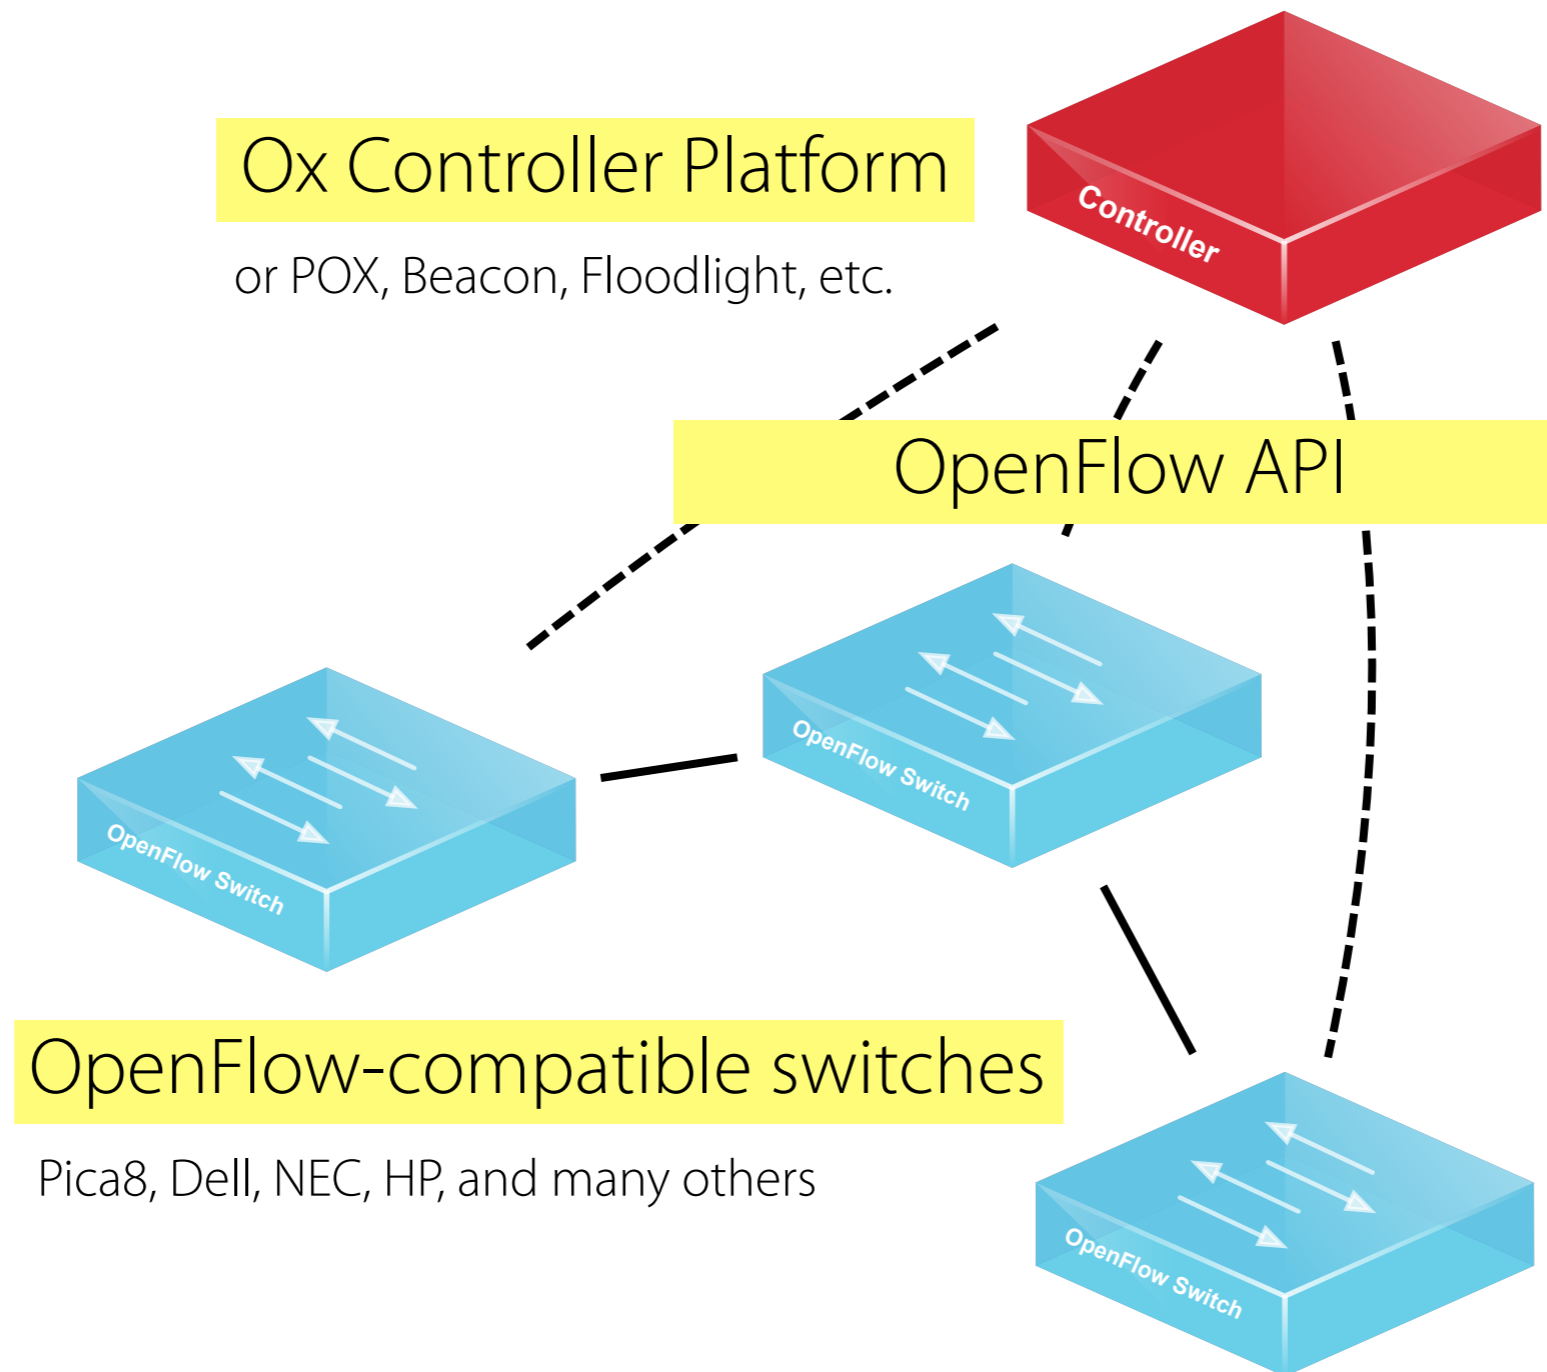 Controller
Ox Controller Platform
or POX, Beacon, Floodlight, etc.
OpenFlow API
OpenFlow Switch
OpenFlow Switch
OpenFlow-compatible switches
Pica8, Dell, NEC, HP, and many others
OpenFlow Switch